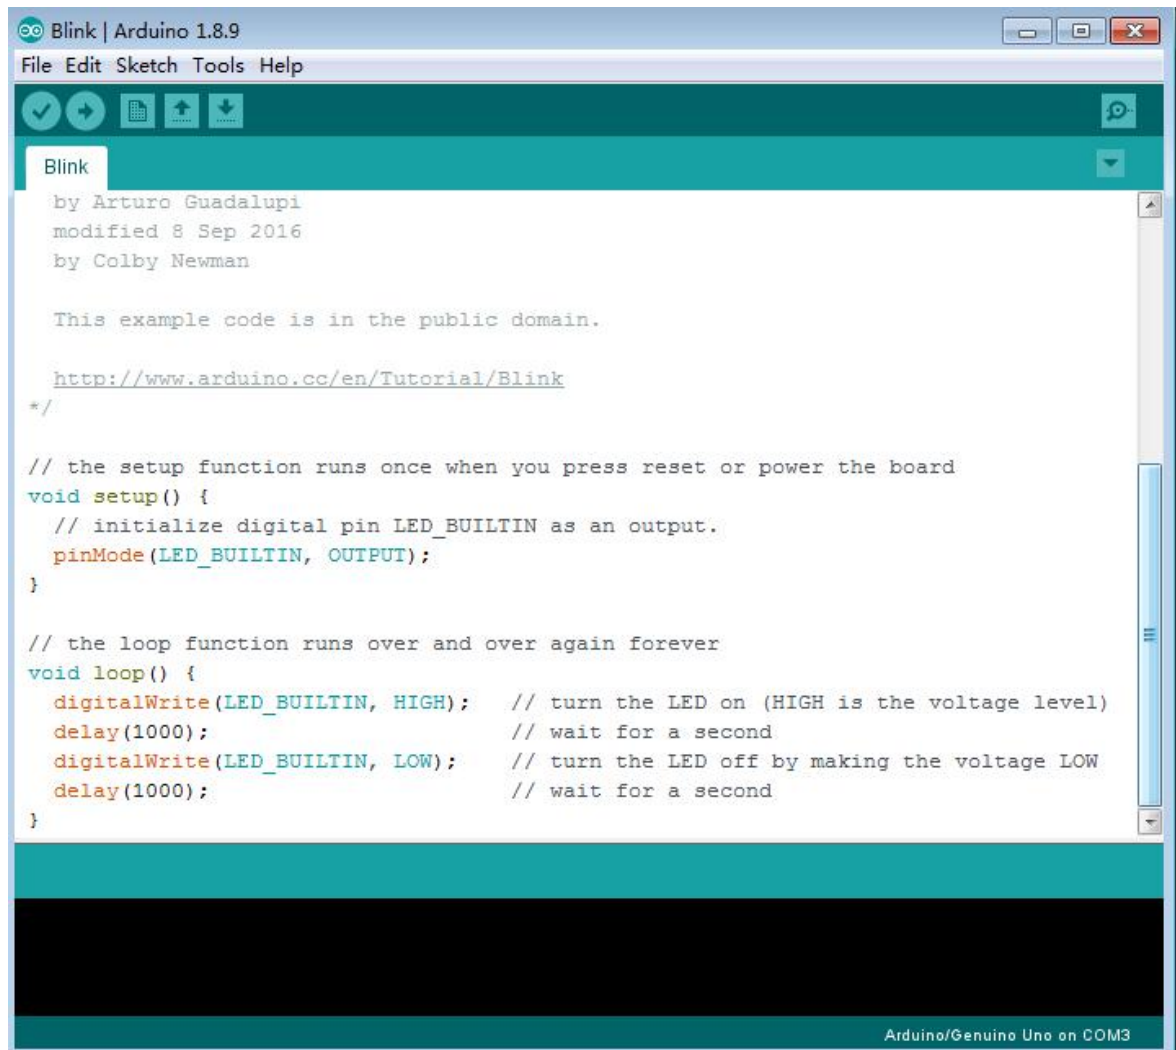 Blink | Arduino 1.8.9
File Edit Sketch Tools Help
Blink
by Arturo Guadalupi
modified 8 Sep 2016
by Colby Newman
This example code is in the public domain.
http://www.arduino.cc/en/Tutorial/Blink
*/
// the setup function runs once when you press reset or power the board
void setup() {
// initialize digital pin LED_BUILTIN as an output.
pinMode(LED_BUILTIN, OUTPUT);
}
// the loop function runs over and over again forever
void loop() {
digitalWrite(LED_BUILTIN, HIGH);   // turn the LED on (HIGH is the voltage level)
delay(1000);                       // wait for a second
digitalWrite(LED_BUILTIN, LOW);    // turn the LED off by making the voltage LOW
delay(1000);                       // wait for a second
}
Arduino/Genuino Uno on COM3